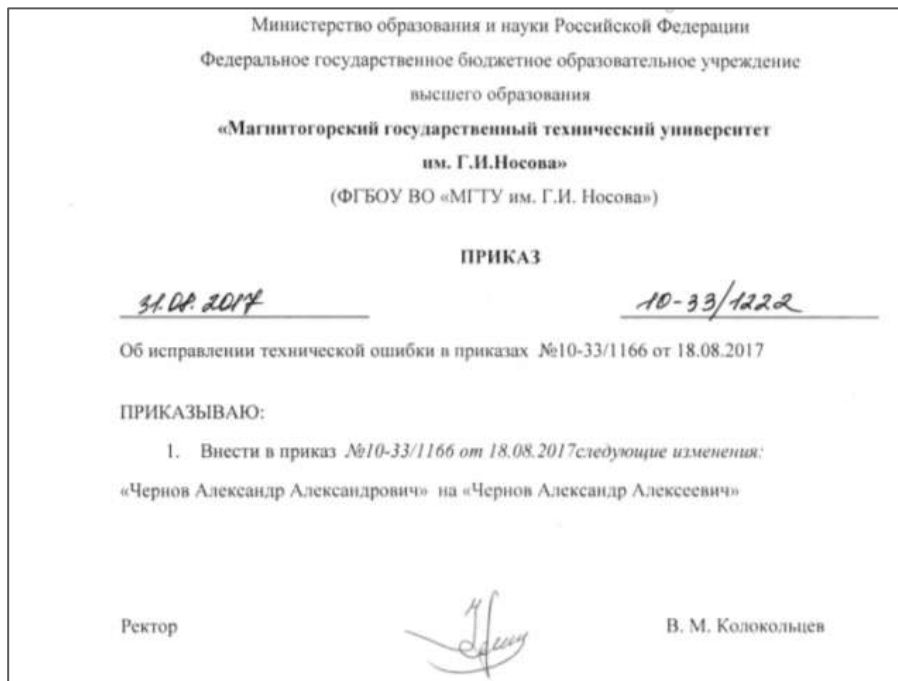 Министерство образования и науки Российской Федерации
Федеральное государственное бюджетное образовательное учреждение
высшего образования
«Магнитогорский государственный технический университет
им. Г.И.Носова»
(ФГБОУ ВО «МГТУ им. Г.И. Носова»)
ПРИКАЗ
31.08.2017 10-33/1222
Об исправлении технической ошибки в приказах №10-33/1166 от 18.08.2017
ПРИКАЗЫВАЮ:
1. Внести в приказ №10-33/1166 от 18.08.2017следующие изменения:
«Чернов Александр Александрович» на «Чернов Александр Алексеевич»
Ректор В. М. Колокольцев